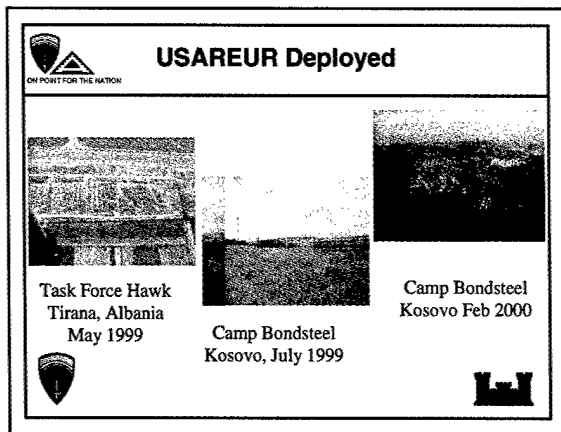 USAREUR Deployed
ON POINT FOR THE NATION
Task Force Hawk
Tirana, Albania
May 1999
Camp Bondsteel
Kosovo, July 1999
Camp Bondsteel
Kosovo Feb 2000